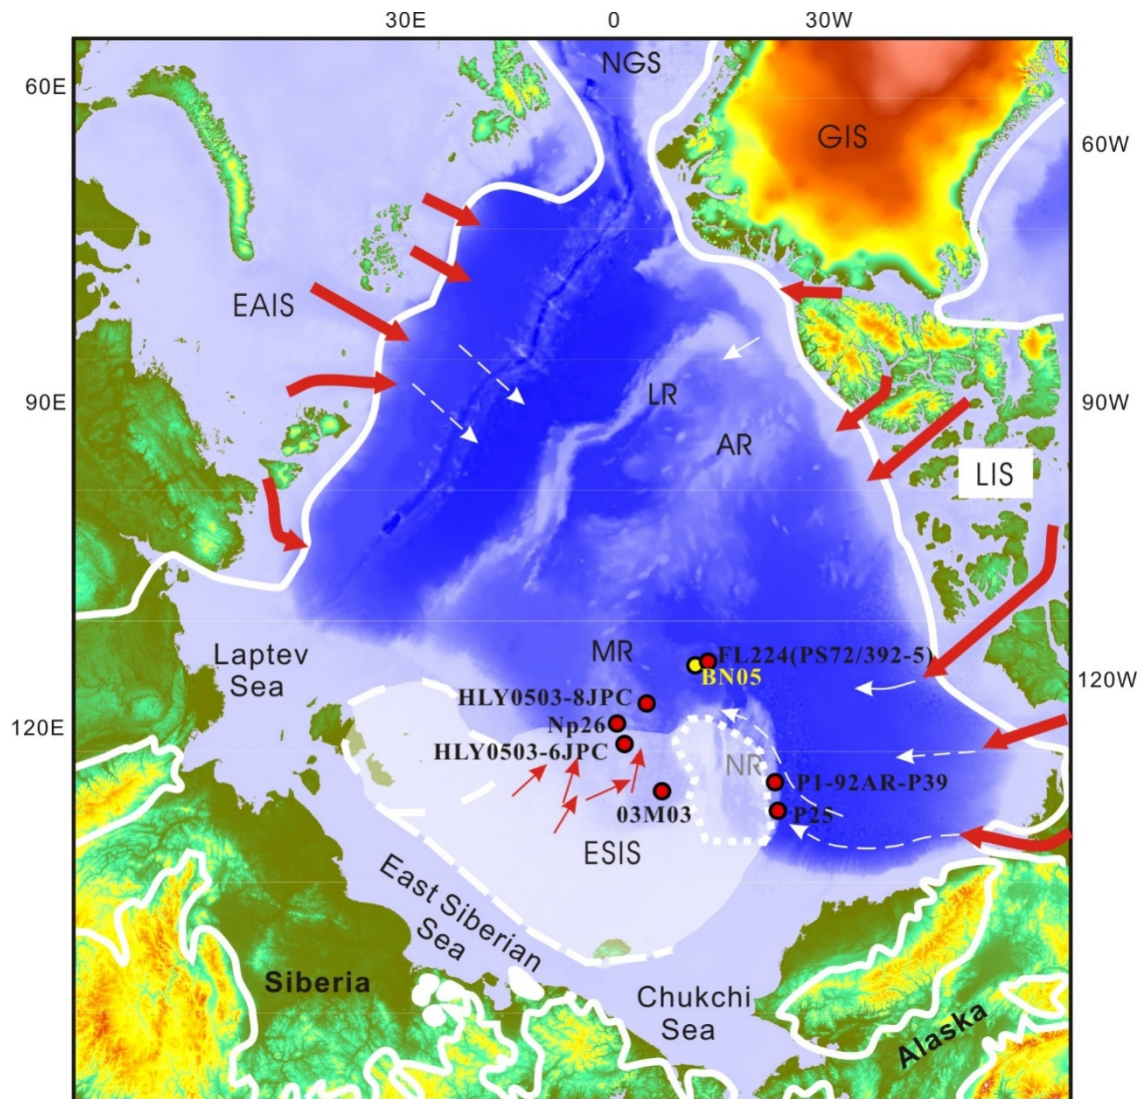 30E 0 30W
60E
NGS
GIS
60W
EAIS
90E
LR
90W
AR
LIS
Laptev
Sea
MR
FL224(PS72/392-5)
BN05
120W
HLY0503-8JPC
120E
Np26
HLY0503-6JPC
NR
P1-92AR-P39
03M03
P25
ESIS
East Siberian
Sea
Siberia
Chukchi
Sea
Alaska